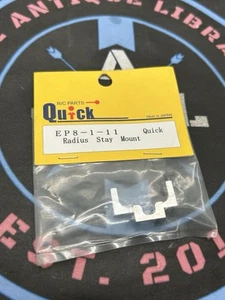 ANTIQUE LIBRA
R/C PARTS
Quick
Made in JAPAN
EP8-1-11 Quick
Radius Stay Mount
EST. 201